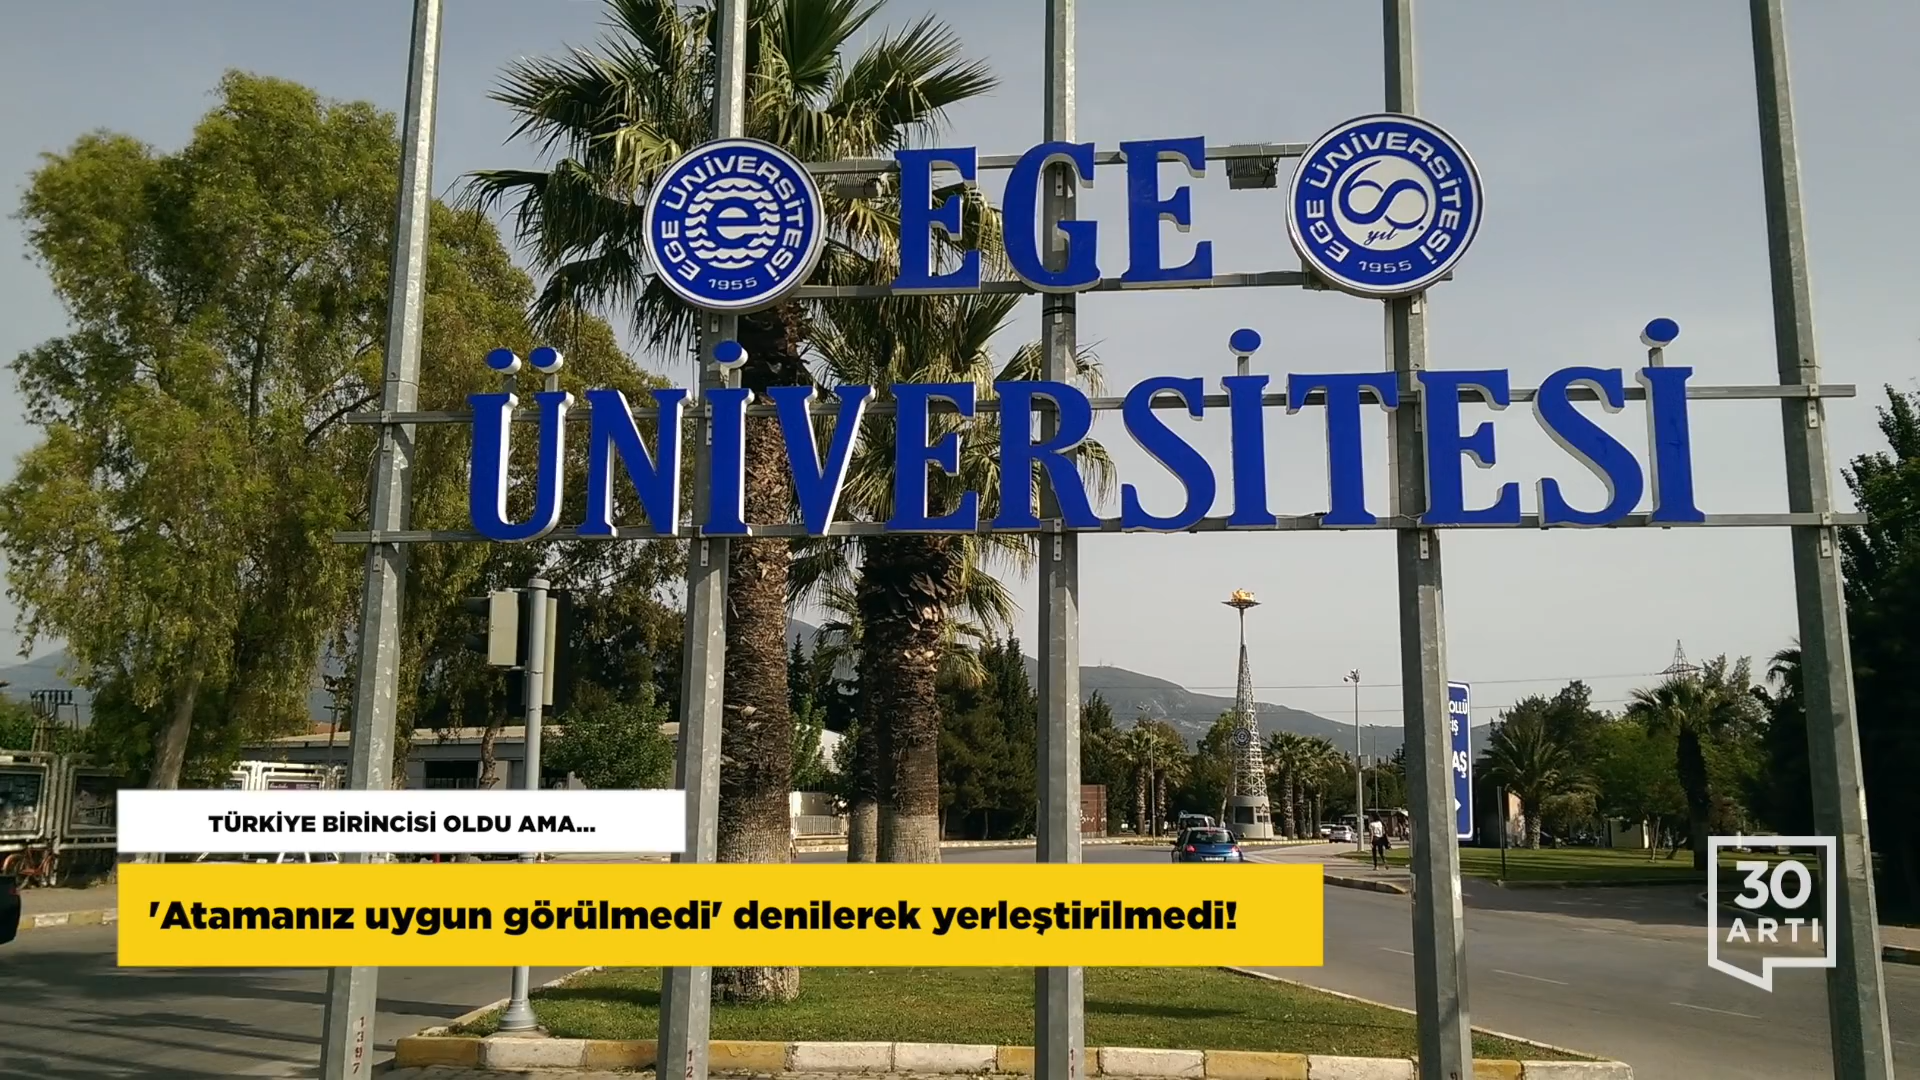 EGE ÜNİVERSİTESİ 1955
EGE
EGE ÜNİVERSİTESİ 60. yıl 1955
ÜNİVERSİTESİ
TÜRKİYE BİRİNCİSİ OLDU AMA...
'Atamanız uygun görülmedi' denilerek yerleştirilmedi!
30
ARTI